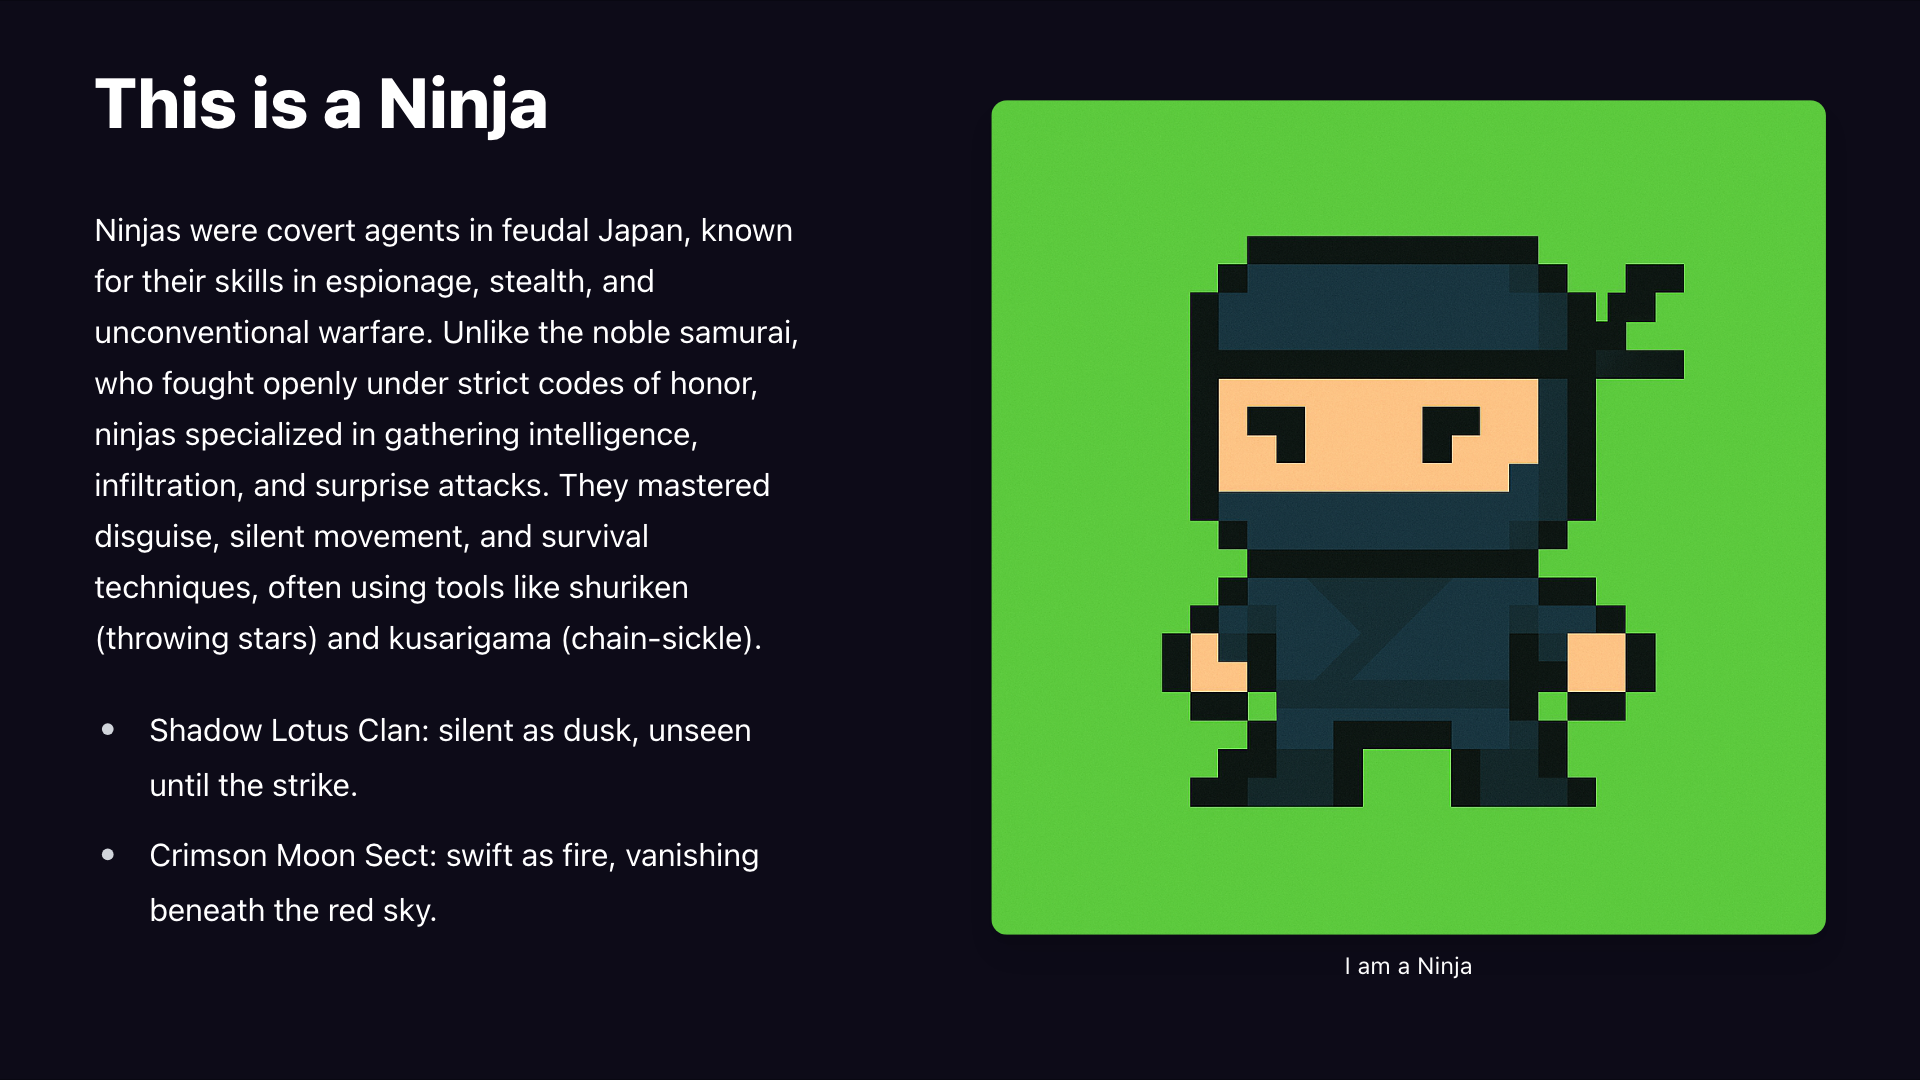 This is a Ninja
Ninjas were covert agents in feudal Japan, known
for their skills in espionage, stealth, and
unconventional warfare. Unlike the noble samurai,
who fought openly under strict codes of honor,
ninjas specialized in gathering intelligence,
infiltration, and surprise attacks. They mastered
disguise, silent movement, and survival
techniques, often using tools like shuriken
(throwing stars) and kusarigama (chain-sickle).
• Shadow Lotus Clan: silent as dusk, unseen
until the strike.
• Crimson Moon Sect: swift as fire, vanishing
beneath the red sky.
I am a Ninja